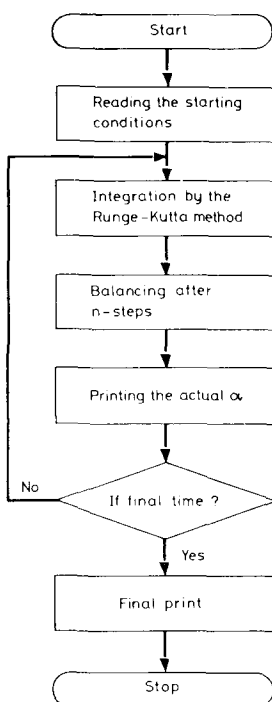 Start
Reading the starting
conditions
Integration by the
Runge-Kutta method
Balancing after
n-steps
Printing the actual α
If final time ?
No
Yes
Final print
Stop